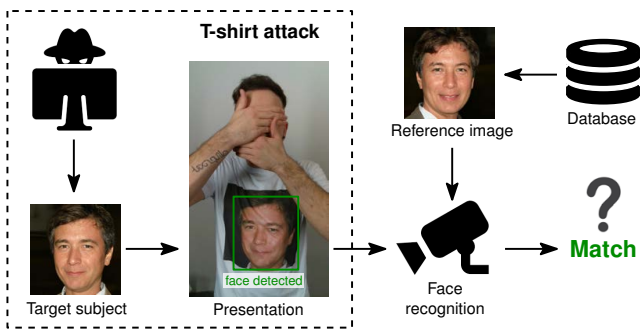 T-shirt attack
Reference image
Database
face detected
Target subject
Presentation
Face
recognition
?
Match